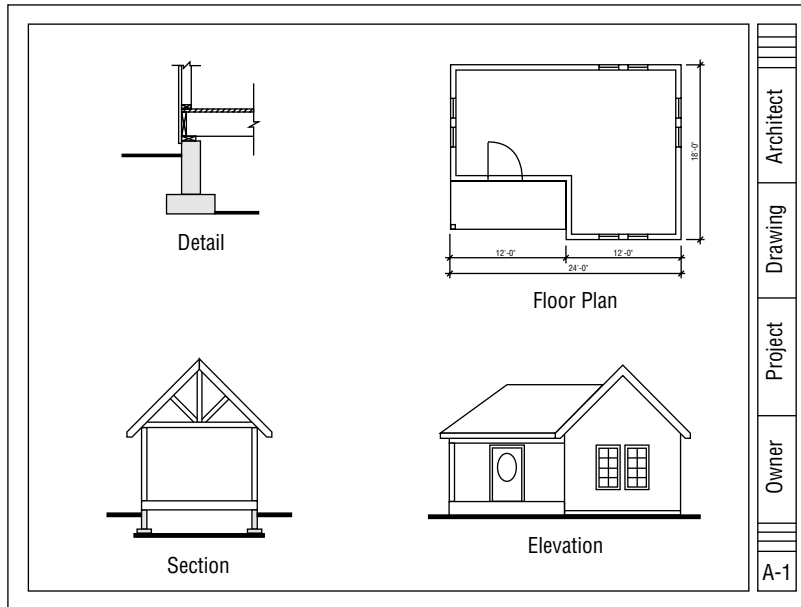 Detail
18'-0"
12'-0"
12'-0"
24'-0"
Floor Plan
Section
Elevation
Architect
Drawing
Project
Owner
A-1